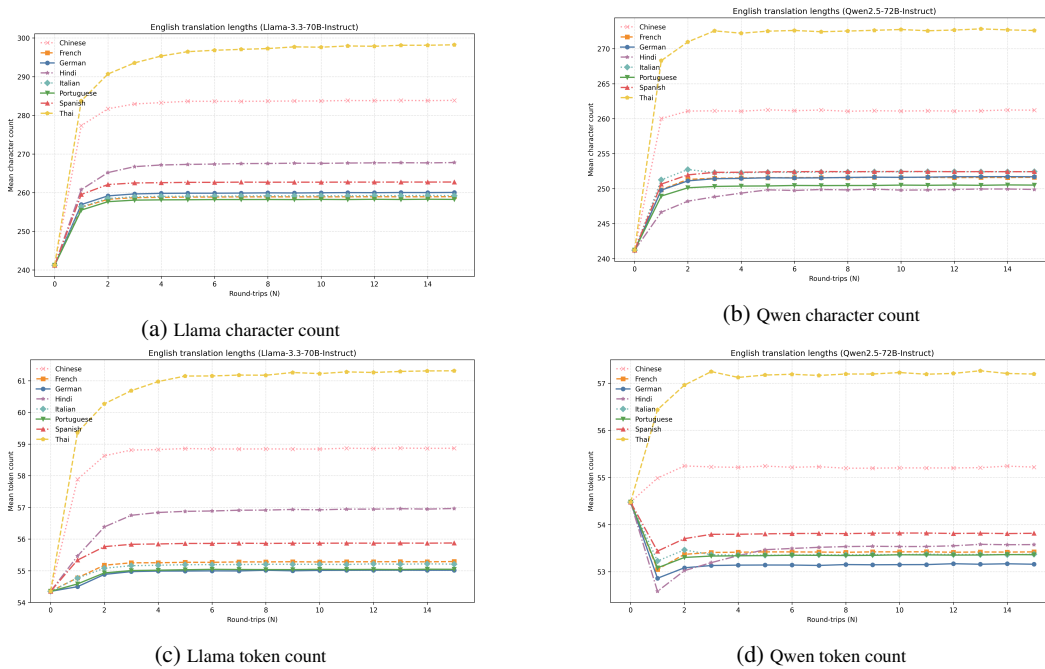 English translation lengths (Llama-3.3-70B-Instruct)
Chinese
French
German
Hindi
Italian
Portuguese
Spanish
Thai
Mean character count
300
290
280
270
260
250
240
0 2 4 6 8 10 12 14
Round-trips (N)
(a) Llama character count
English translation lengths (Qwen2.5-72B-Instruct)
Chinese
French
German
Hindi
Italian
Portuguese
Spanish
Thai
Mean character count
270
265
260
255
250
245
240
0 2 4 6 8 10 12 14
Round-trips (N)
(b) Qwen character count
English translation lengths (Llama-3.3-70B-Instruct)
Chinese
French
German
Hindi
Italian
Portuguese
Spanish
Thai
Mean token count
61
60
59
58
57
56
55
54
0 2 4 6 8 10 12 14
Round-trips (N)
(c) Llama token count
English translation lengths (Qwen2.5-72B-Instruct)
Chinese
French
German
Hindi
Italian
Portuguese
Spanish
Thai
Mean token count
57
56
55
54
53
0 2 4 6 8 10 12 14
Round-trips (N)
(d) Qwen token count